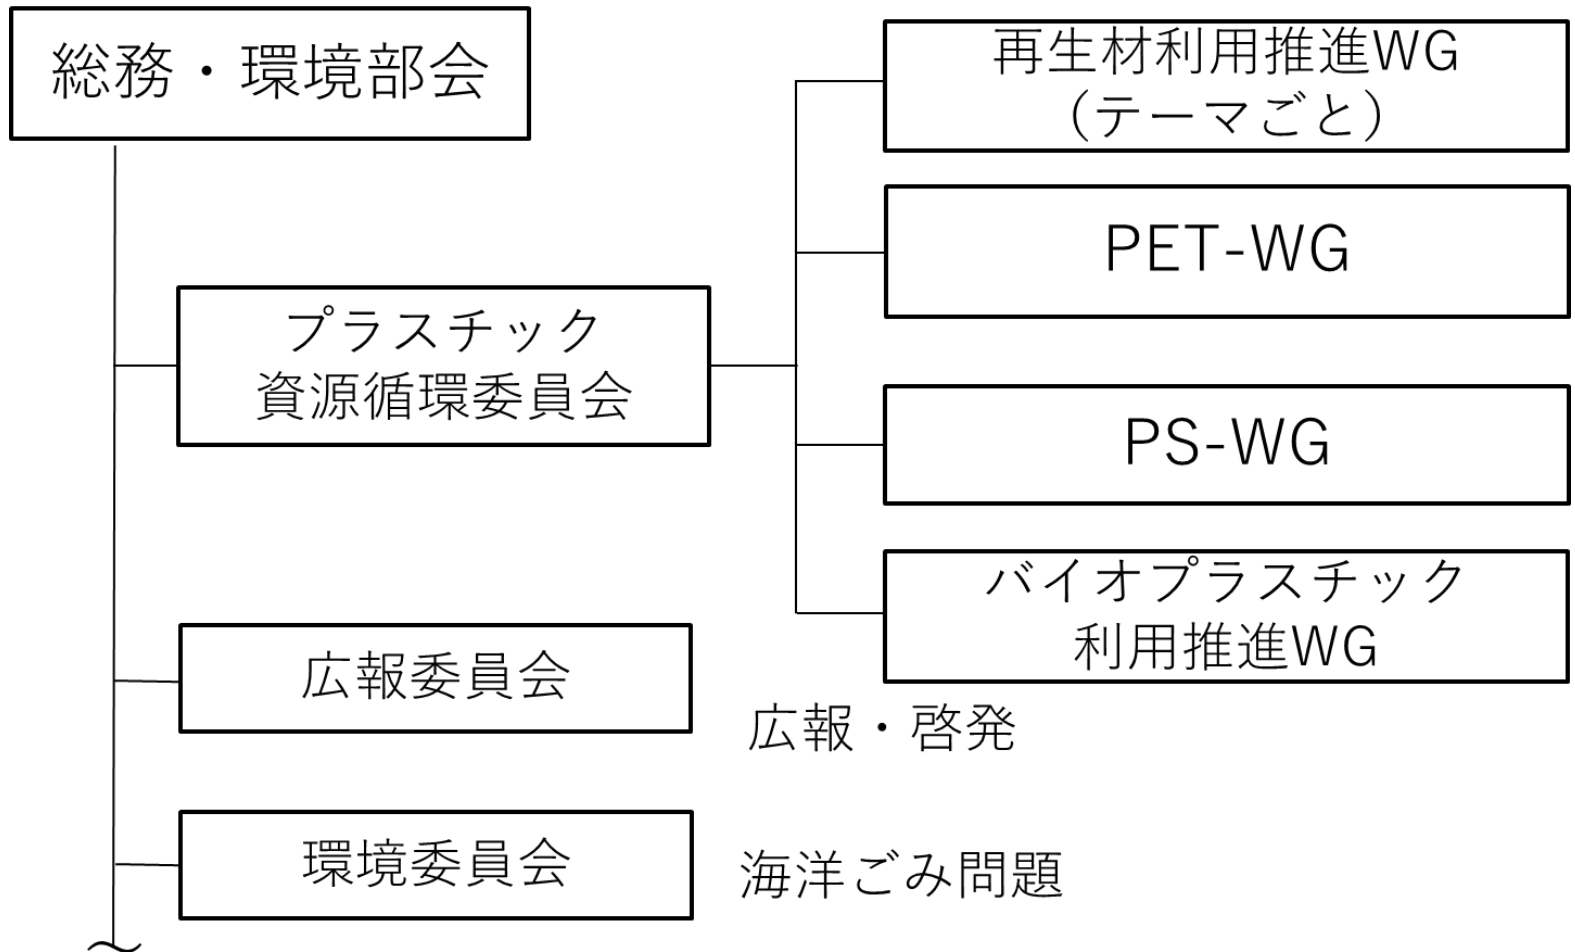 総務・環境部会
再生材利用推進WG
（テーマごと）
PET-WG
プラスチック
資源循環委員会
PS-WG
バイオプラスチック
利用推進WG
広報委員会
広報・啓発
環境委員会
海洋ごみ問題